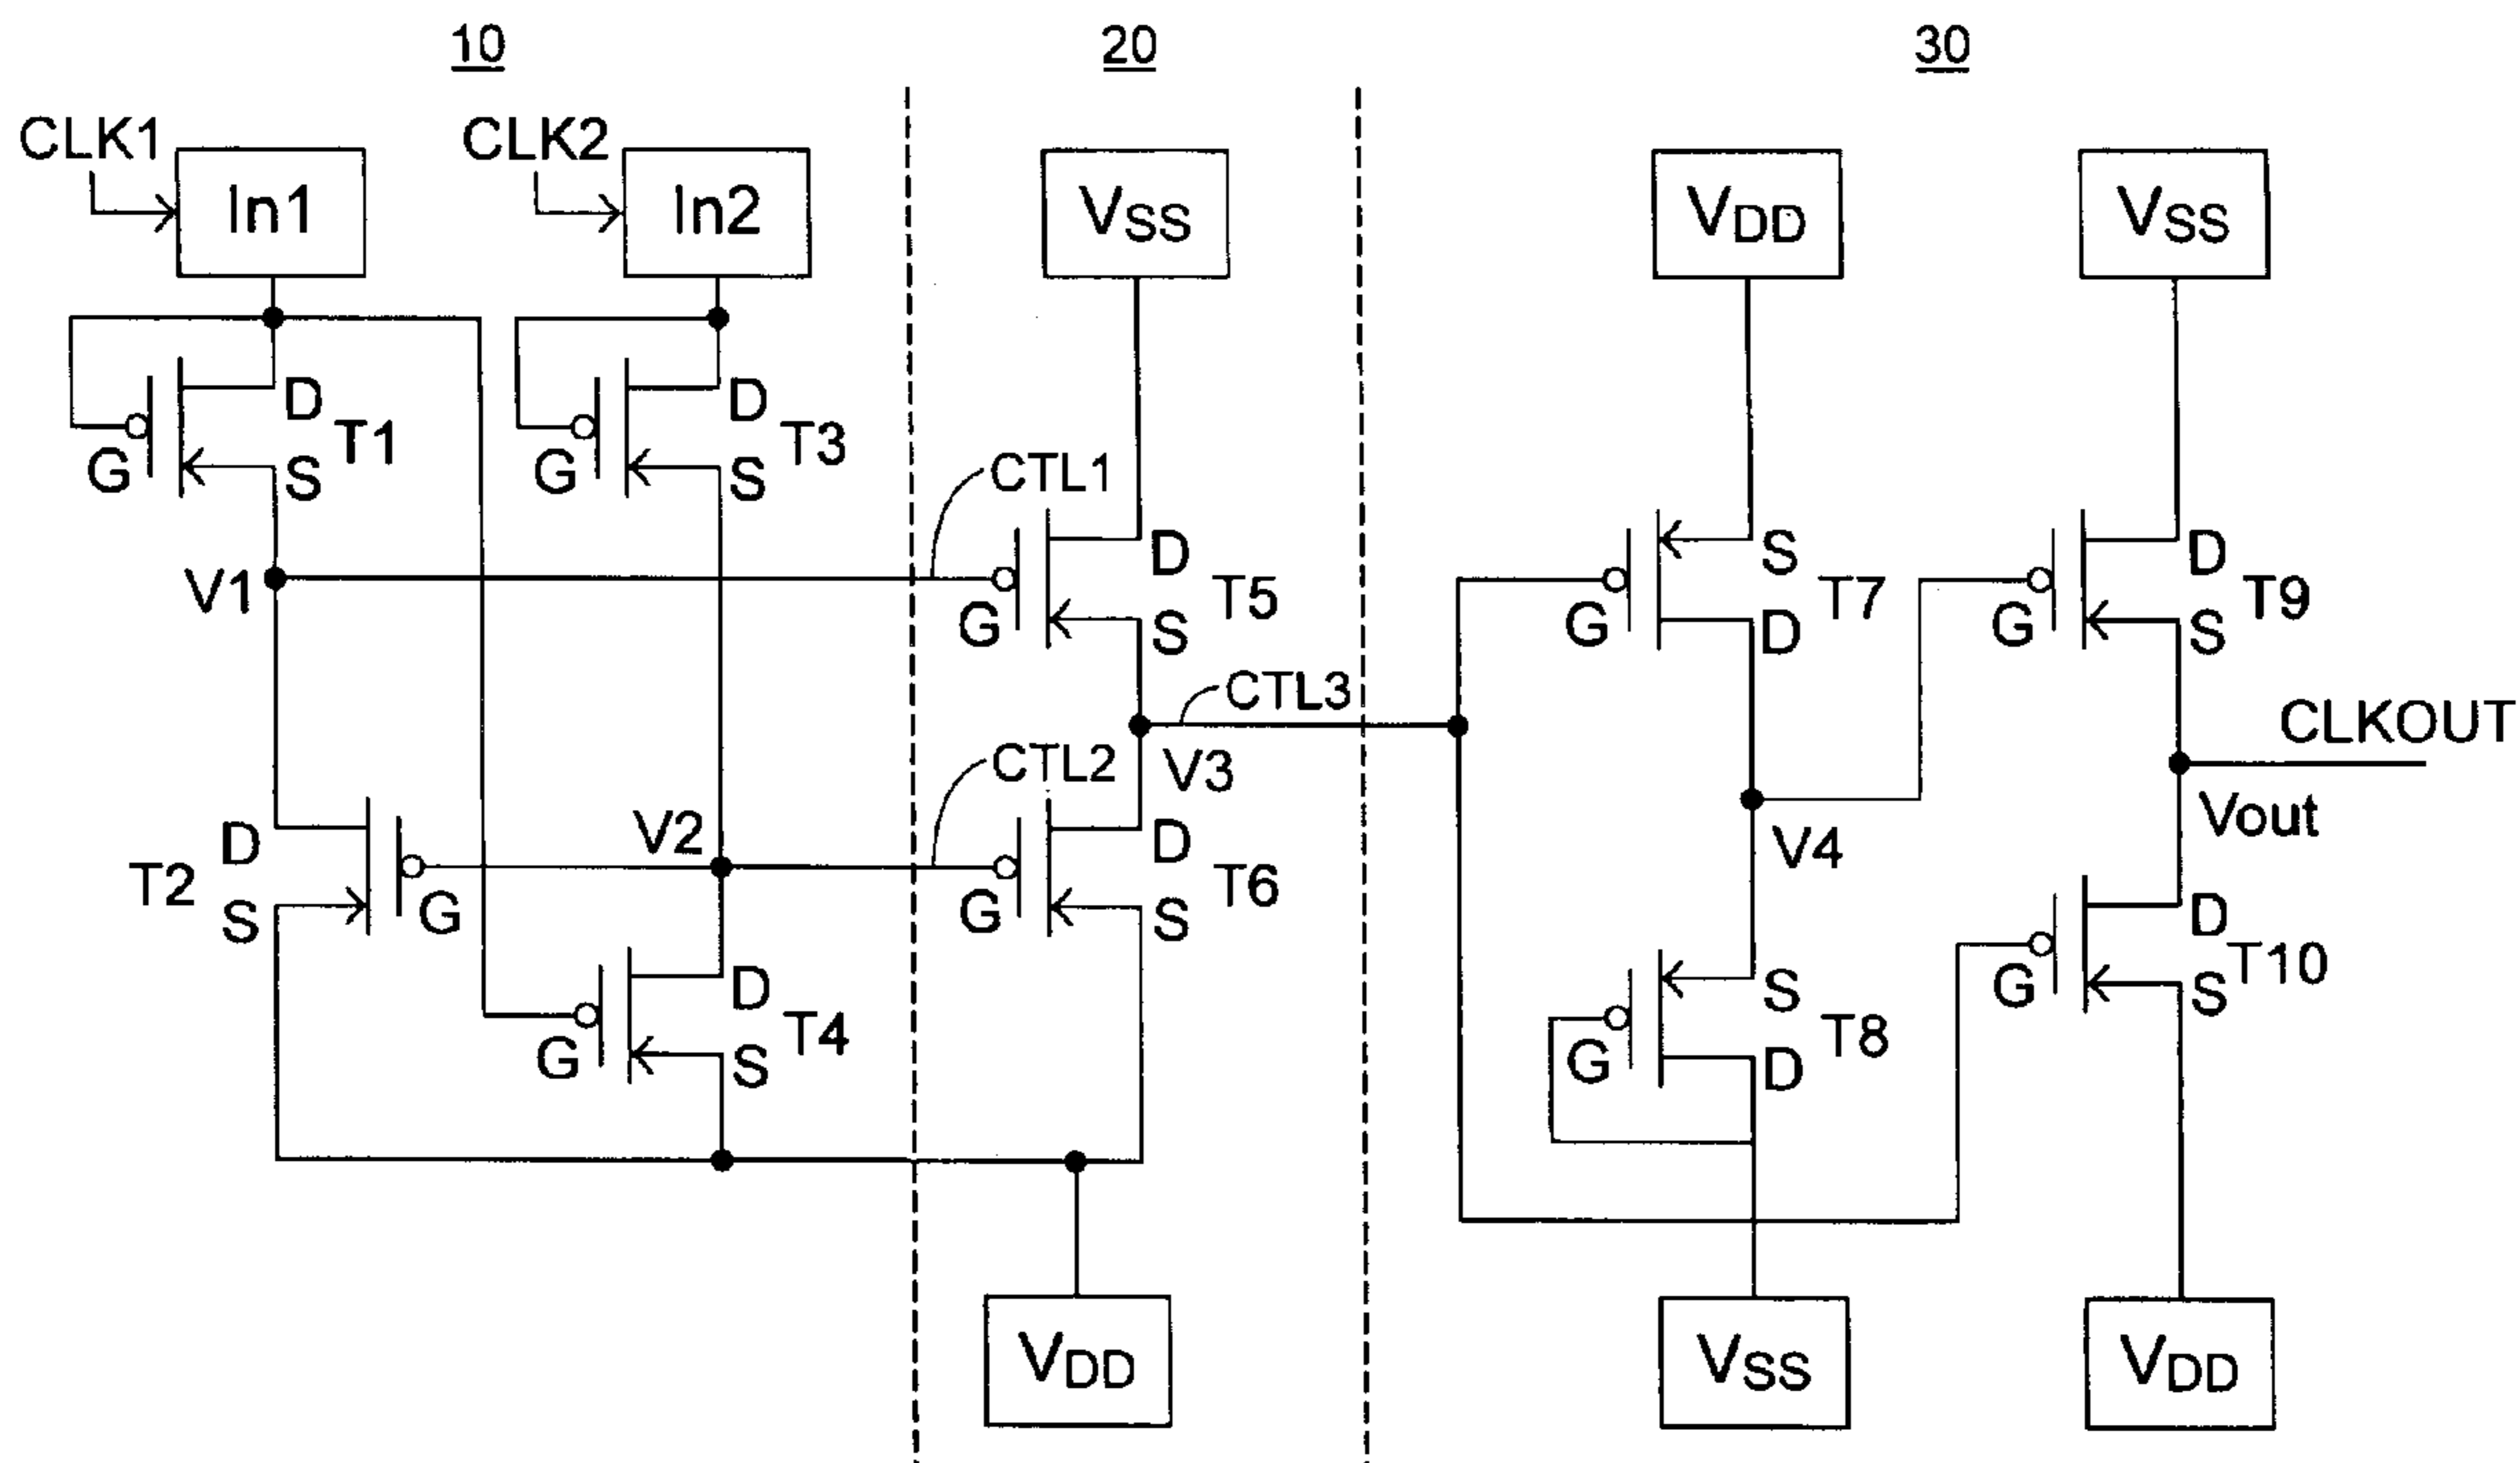 10 20 30
CLK1 CLK2
In1 In2 VSS VDD VSS
D D
T1 T3
G S G S
CTL1
D S D
V1 T5 T7 T9
G S G D G S
CTL3
CLKOUT
CTL2 V3
V2 V4 Vout
D D
T2 T6
S G G S
D S D
T4 T8 T10
G S G D G S
VDD VSS VDD